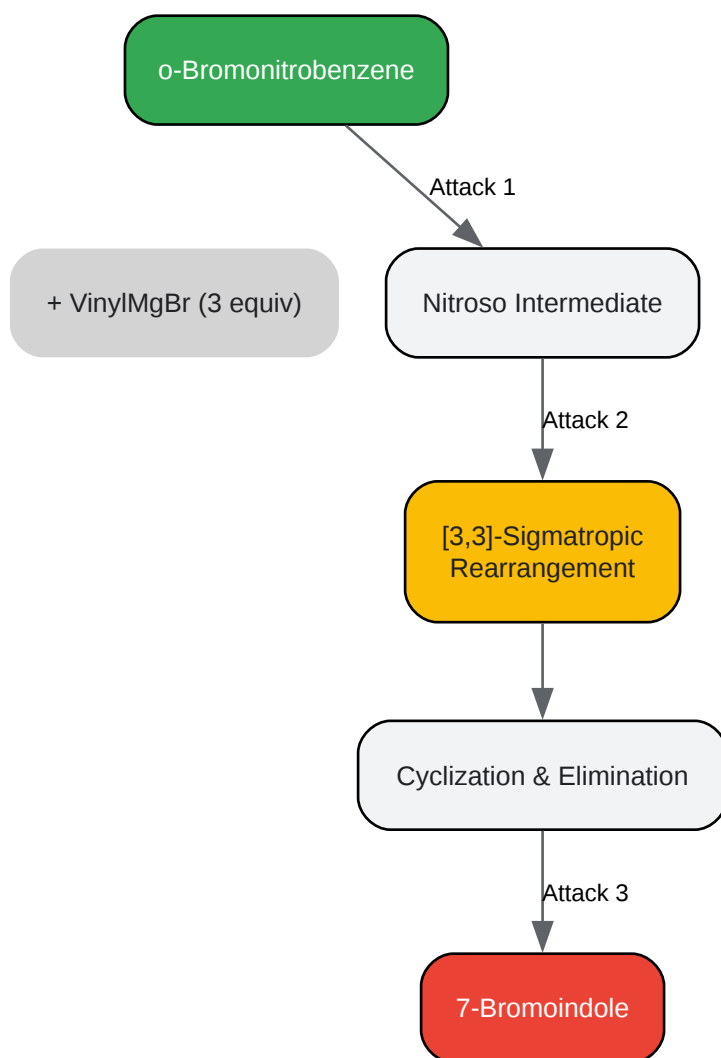 o-Bromonitrobenzene
Attack 1
+ VinylMgBr (3 equiv)
Nitroso Intermediate
Attack 2
[3,3]-Sigmatropic
Rearrangement
Cyclization & Elimination
Attack 3
7-Bromoindole